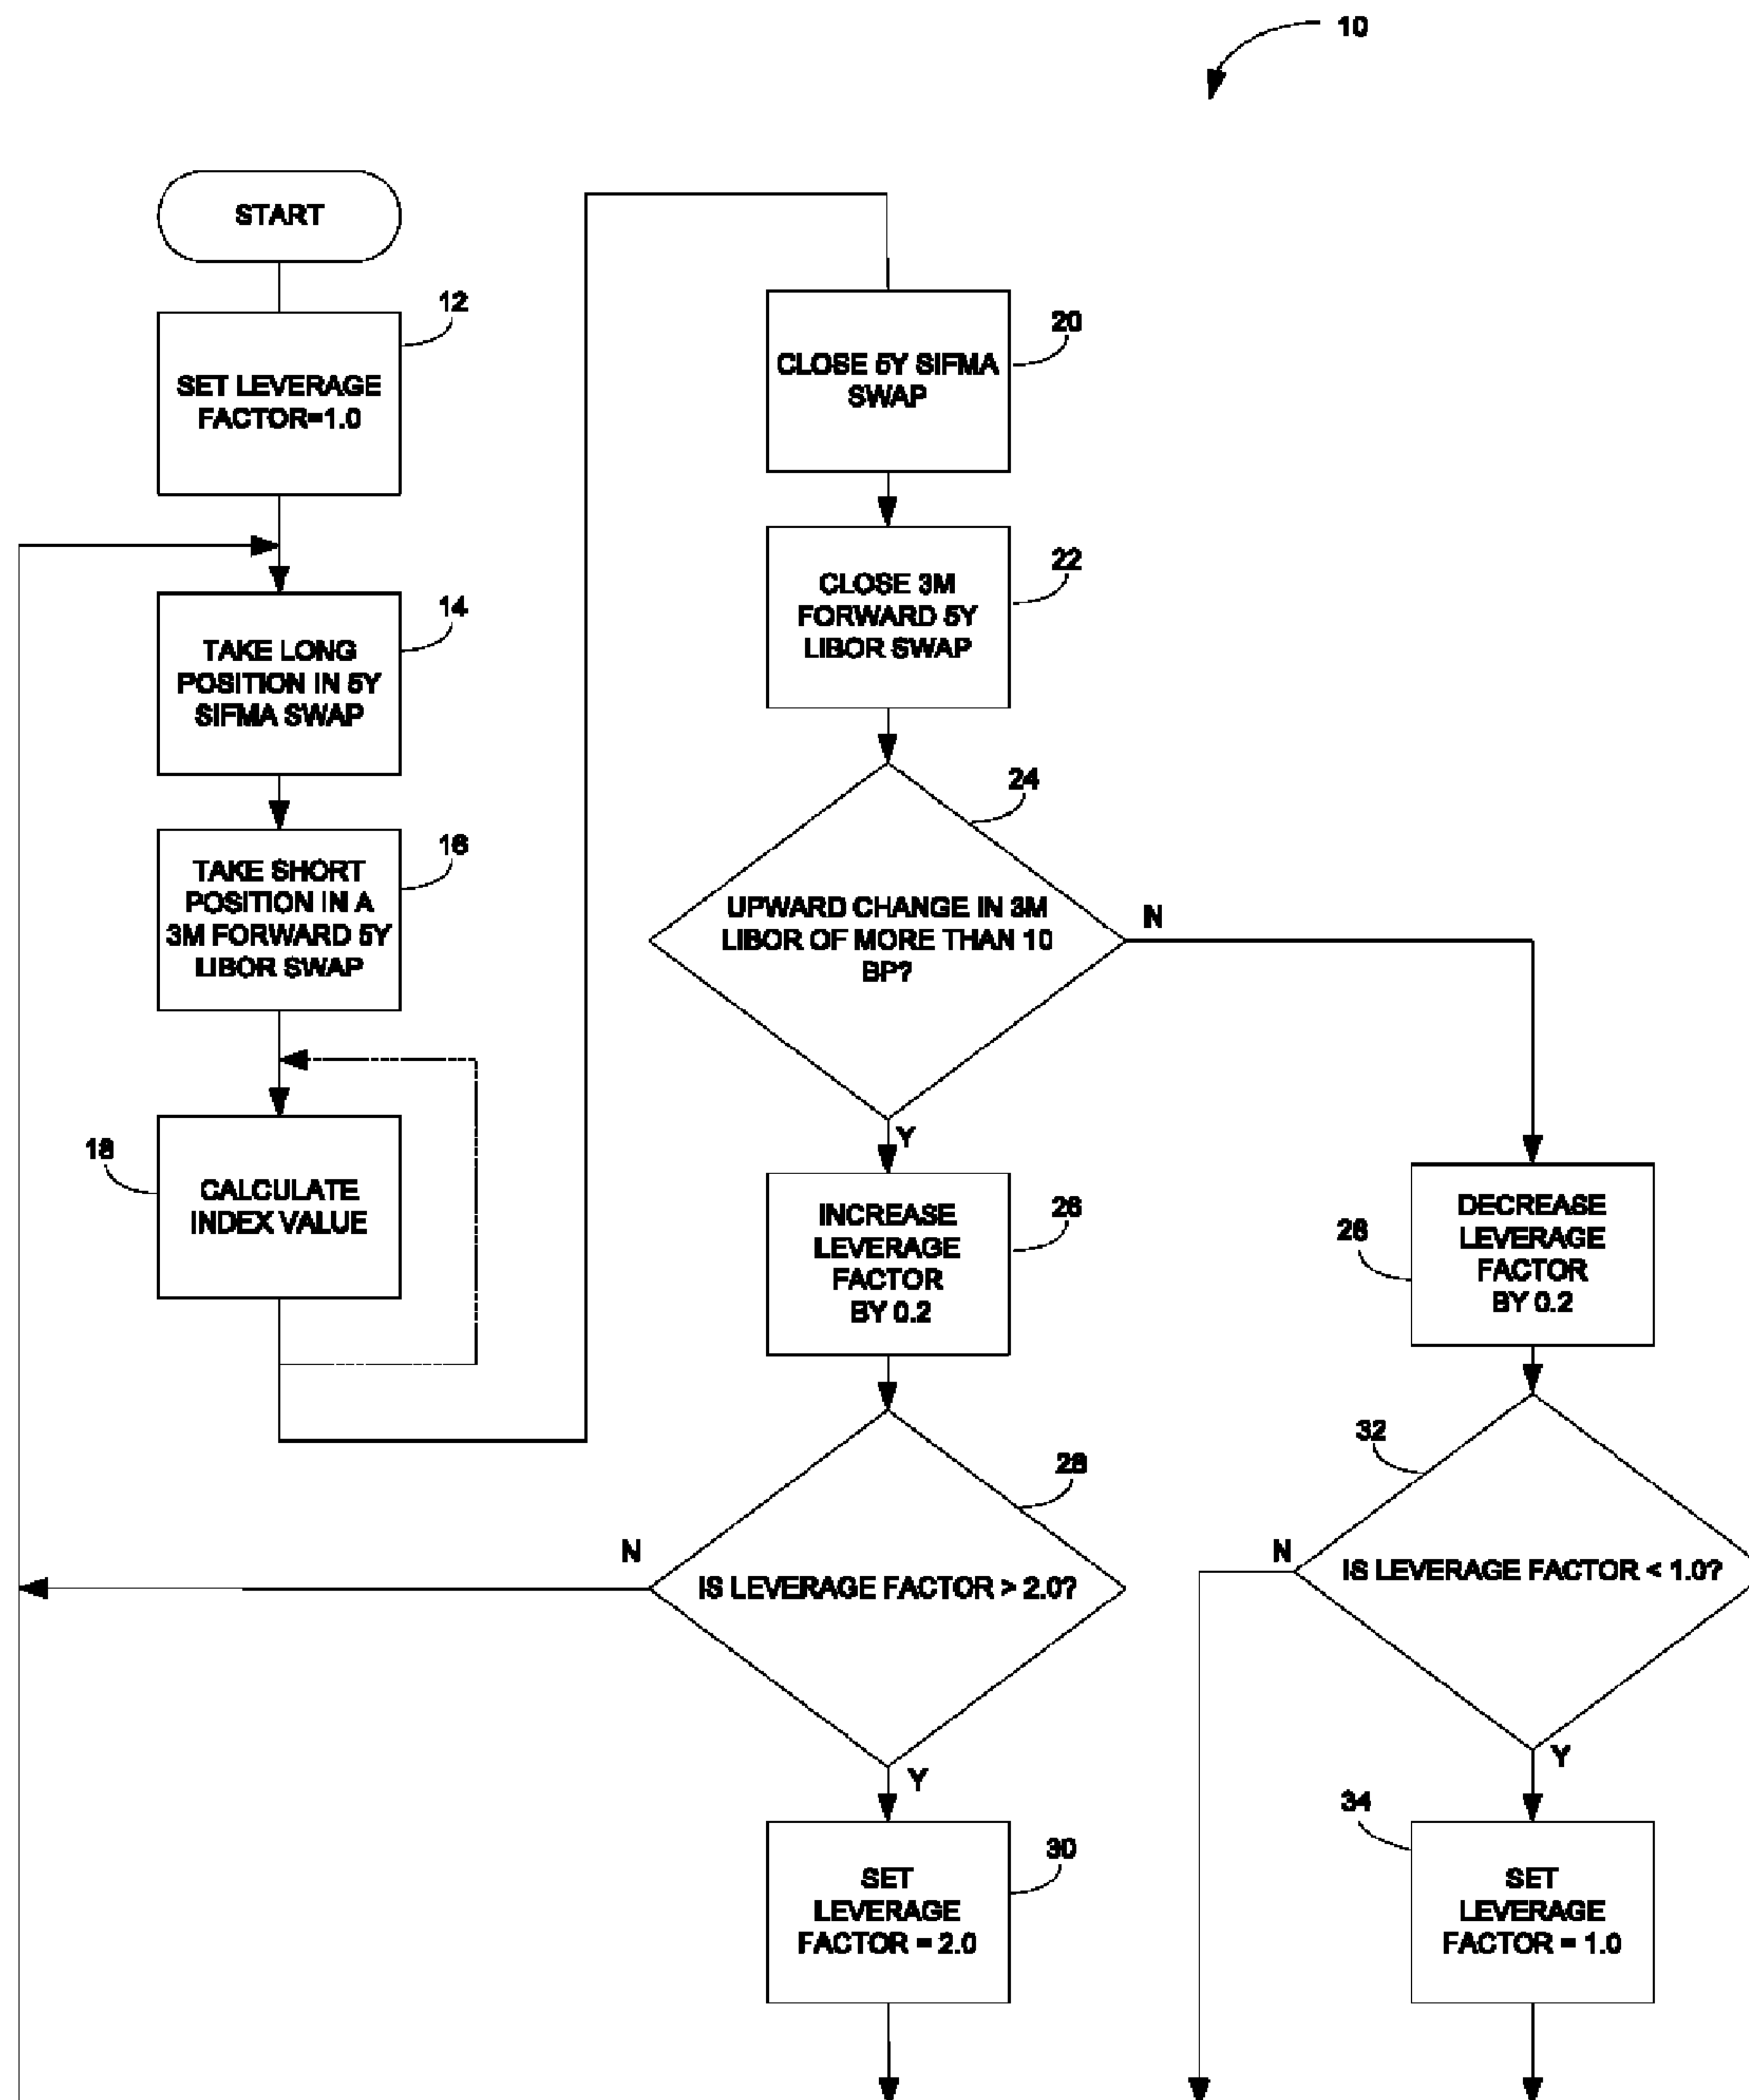 10
START
12
SET LEVERAGE
FACTOR=1.0
14
TAKE LONG
POSITION IN 5Y
SIFMA SWAP
16
TAKE SHORT
POSITION IN A
3M FORWARD 5Y
LIBOR SWAP
18
CALCULATE
INDEX VALUE
20
CLOSE 5Y SIFMA
SWAP
22
CLOSE 3M
FORWARD 5Y
LIBOR SWAP
24
UPWARD CHANGE IN 3M
LIBOR OF MORE THAN 10
BP?
N
Y
26
INCREASE
LEVERAGE
FACTOR
BY 0.2
26
DECREASE
LEVERAGE
FACTOR
BY 0.2
28
N
IS LEVERAGE FACTOR > 2.0?
Y
32
N
IS LEVERAGE FACTOR < 1.0?
Y
30
SET
LEVERAGE
FACTOR = 2.0
34
SET
LEVERAGE
FACTOR = 1.0